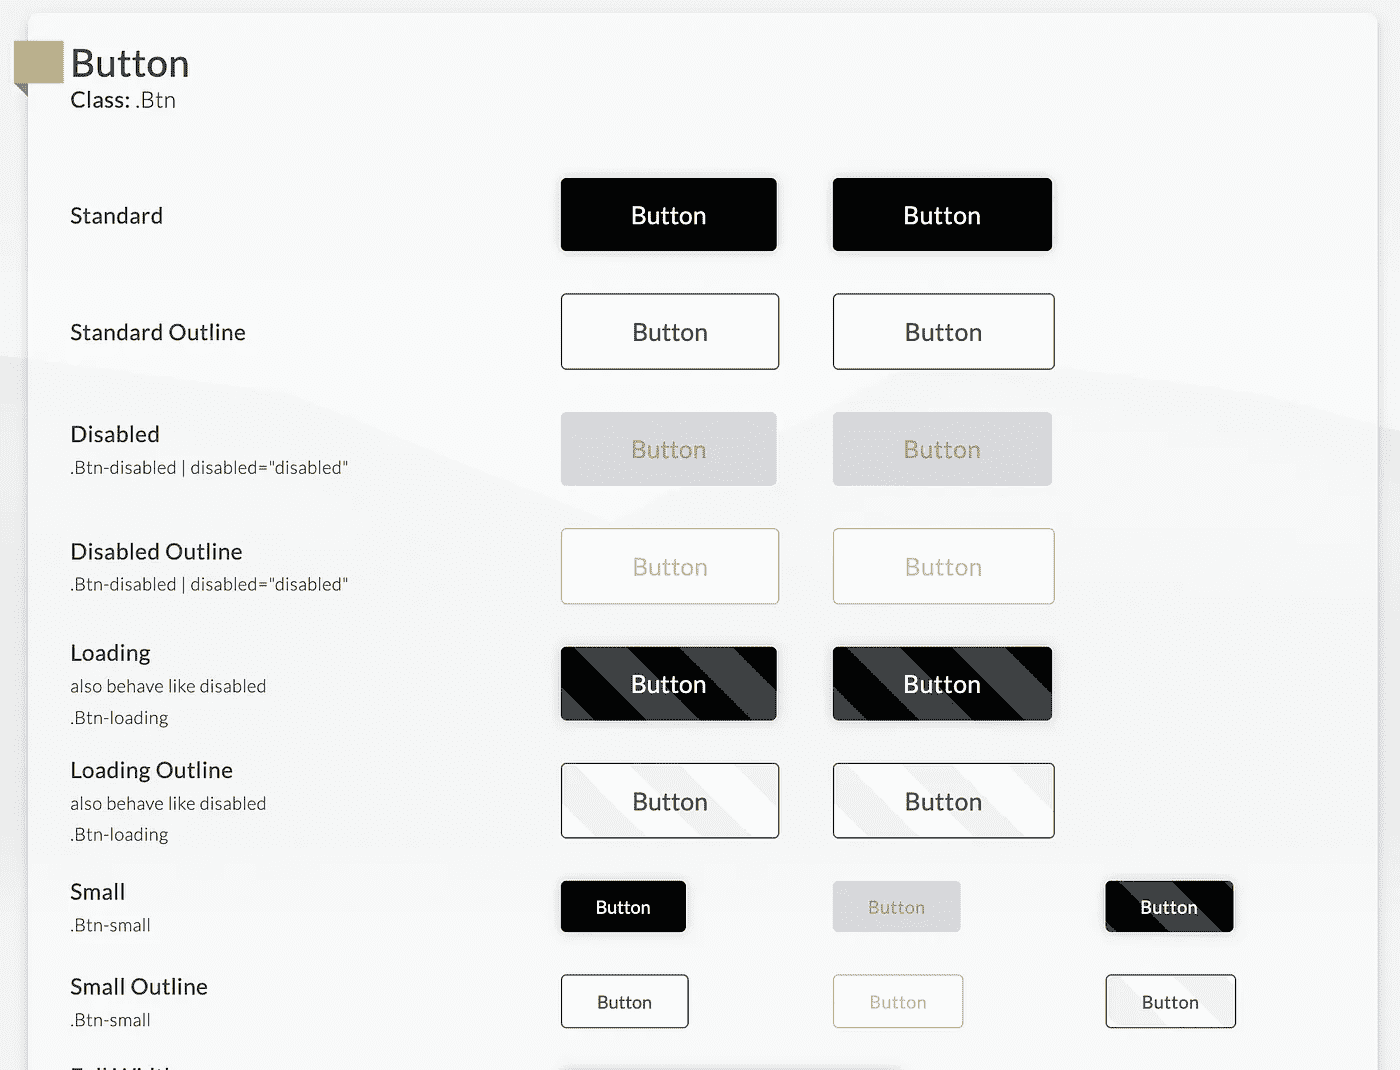 Button
Class: .Btn
Standard
Button Button
Standard Outline
Button Button
Disabled
.Btn-disabled | disabled="disabled"
Button Button
Disabled Outline
.Btn-disabled | disabled="disabled"
Button Button
Loading
also behave like disabled
.Btn-loading
Button Button
Loading Outline
also behave like disabled
.Btn-loading
Button Button
Small
.Btn-small
Button Button Button
Small Outline
.Btn-small
Button Button Button